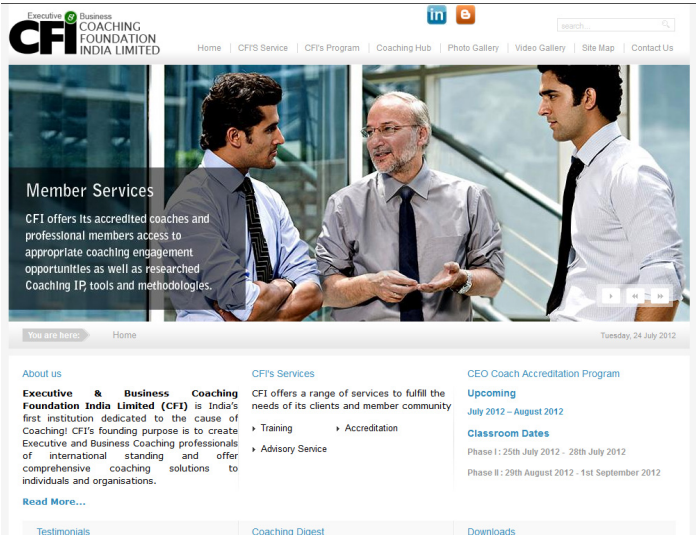 Executive & Business
CFI
COACHING
FOUNDATION
INDIA LIMITED
in
search...
Home
CFI'S Service
CFI's Program
Coaching Hub
Photo Gallery
Video Gallery
Site Map
Contact Us
Member Services
CFI offers its accredited coaches and
professional members access to
appropriate coaching engagement
opportunities as well as researched
Coaching IP, tools and methodologies.
You are here:
Home
Tuesday, 24 July 2012
About us
Executive & Business Coaching
Foundation India Limited (CFI) is India's
first institution dedicated to the cause of
Coaching! CFI's founding purpose is to create
Executive and Business Coaching professionals
of international standing and offer
comprehensive coaching solutions to
individuals and organisations.
Read More...
CFI's Services
CFI offers a range of services to fulfill the
needs of its clients and member community
Training
Accreditation
Advisory Service
CEO Coach Accreditation Program
Upcoming
July 2012 – August 2012
Classroom Dates
Phase I : 25th July 2012 - 28th July 2012
Phase II : 29th August 2012 - 1st September 2012
Testimonials
Coaching Digest
Downloads